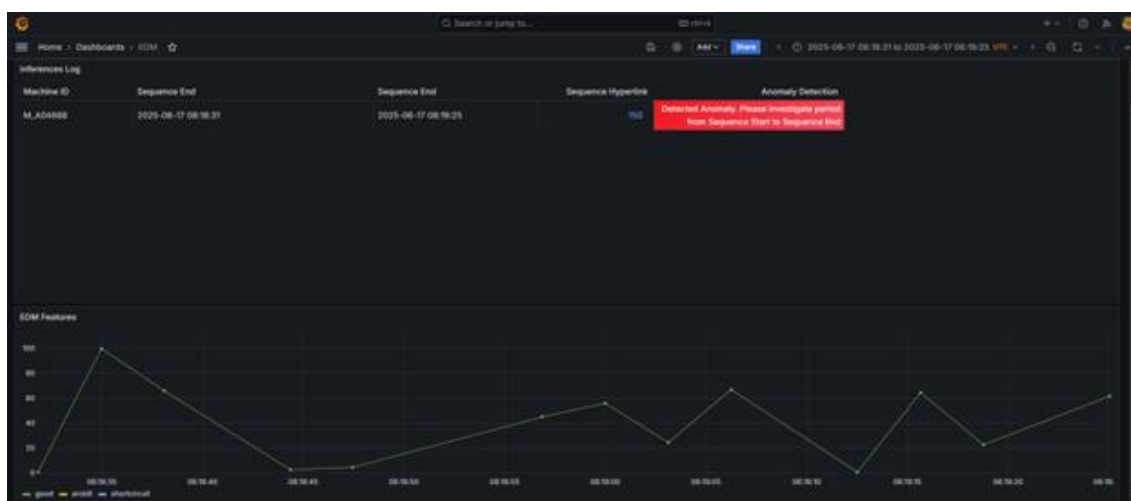 Search or jump to...
ctrl+k
Home > Dashboards > EDM
Add
Share
2025-06-17 08:18:31 to 2025-06-17 08:19:25 UTC
Inferences Log
Machine ID Sequence End Sequence End Sequence Hyperlink Anomaly Detection
2025-06-17 08:18:31 2025-06-17 08:19:25 150 Detected Anomaly. Please investigate period
from Sequence Start to Sequence End
EDM Features
100
80
60
40
20
0
08:18:35 08:18:40 08:18:45 08:18:50 08:18:55 08:19:00 08:19:05 08:19:10 08:19:15 08:19:20
good shortcircuit